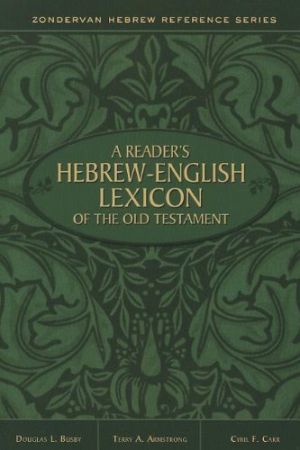 ZONDERVAN HEBREW REFERENCE SERIES
A READER'S
HEBREW-ENGLISH
LEXICON
OF THE OLD TESTAMENT
DOUGLAS L. BUSBY TERRY A. ARMSTRONG CYRIL F. CARR